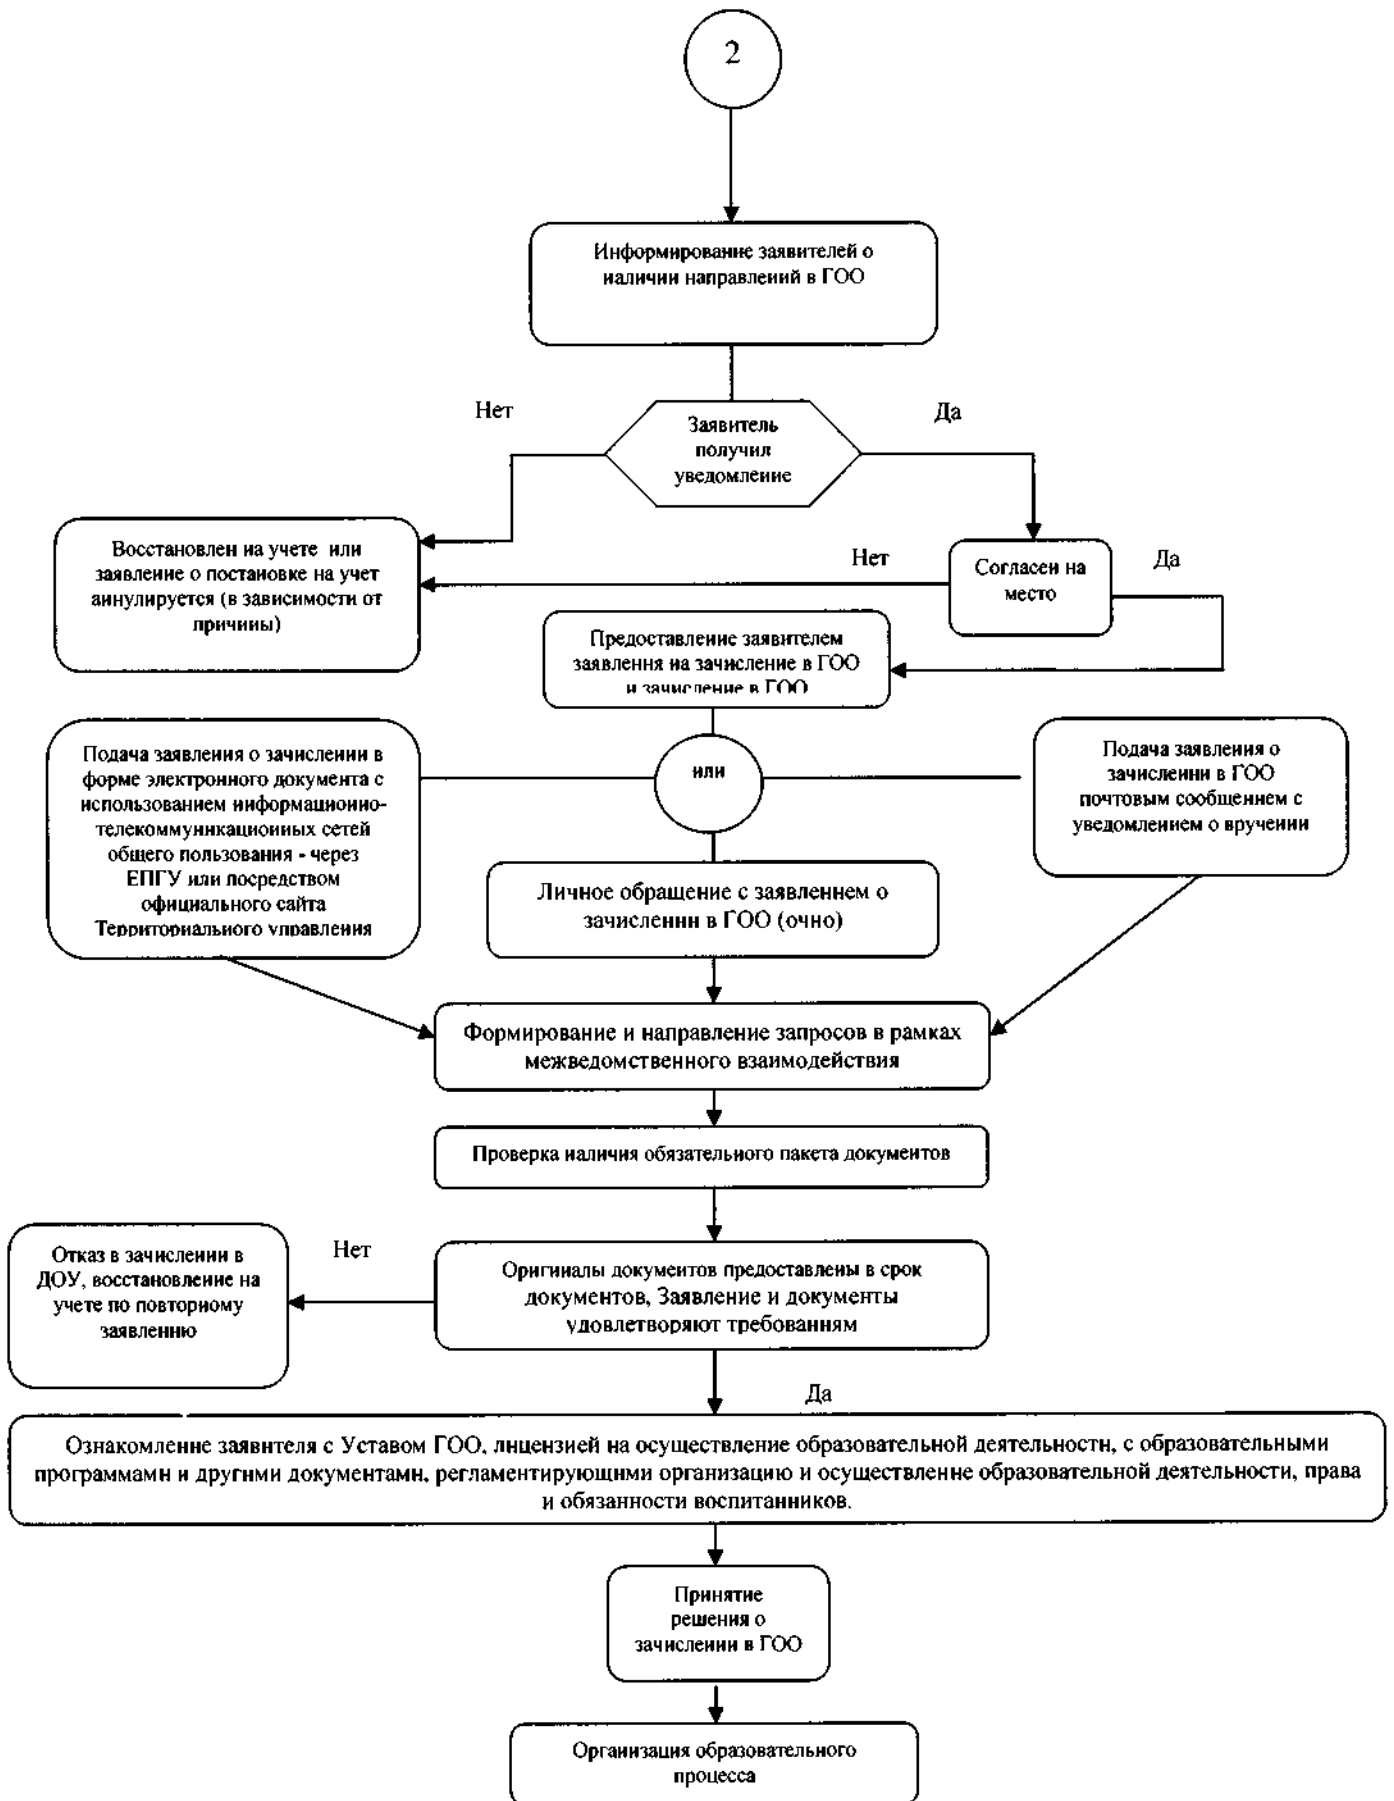 2
Информирование заявителей о
наличии направлений в ГОО
Нет
Да
Заявитель
получил
уведомление
Восстановлен на учете или
заявление о постановке на учет
аннулируется (в зависимости от
причины)
Нет
Согласен на
место
Да
Предоставление заявителем
заявления на зачисление в ГОО
и зачисление в ГОО
Подача заявления о зачислении в
форме электронного документа с
использованием информационно-
телекоммуникационных сетей
общего пользования - через
ЕПГУ или посредством
официального сайта
Территориального управления
или
Подача заявления о
зачислении в ГОО
почтовым сообщением с
уведомлением о вручении
Личное обращение с заявлением о
зачислении в ГОО (очно)
Формирование и направление запросов в рамках
межведомственного взаимодействия
Проверка наличия обязательного пакета документов
Отказ в зачислении в
ДОУ, восстановление на
учете по повторному
заявлению
Нет
Оригиналы документов предоставлены в срок
документов, Заявление и документы
удовлетворяют требованиям
Да
Ознакомление заявителя с Уставом ГОО, лицензией на осуществление образовательной деятельности, с образовательными
программами и другими документами, регламентирующими организацию и осуществление образовательной деятельности, права
и обязанности воспитанников.
Принятие
решения о
зачислении в ГОО
Организация образовательного
процесса